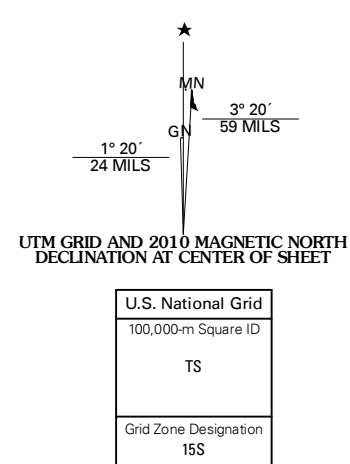 MN
3° 20´
59 MILS
GN
1° 20´
24 MILS
UTM GRID AND 2010 MAGNETIC NORTH
DECLINATION AT CENTER OF SHEET
U.S. National Grid
100,000-m Square ID
TS
Grid Zone Designation
15S